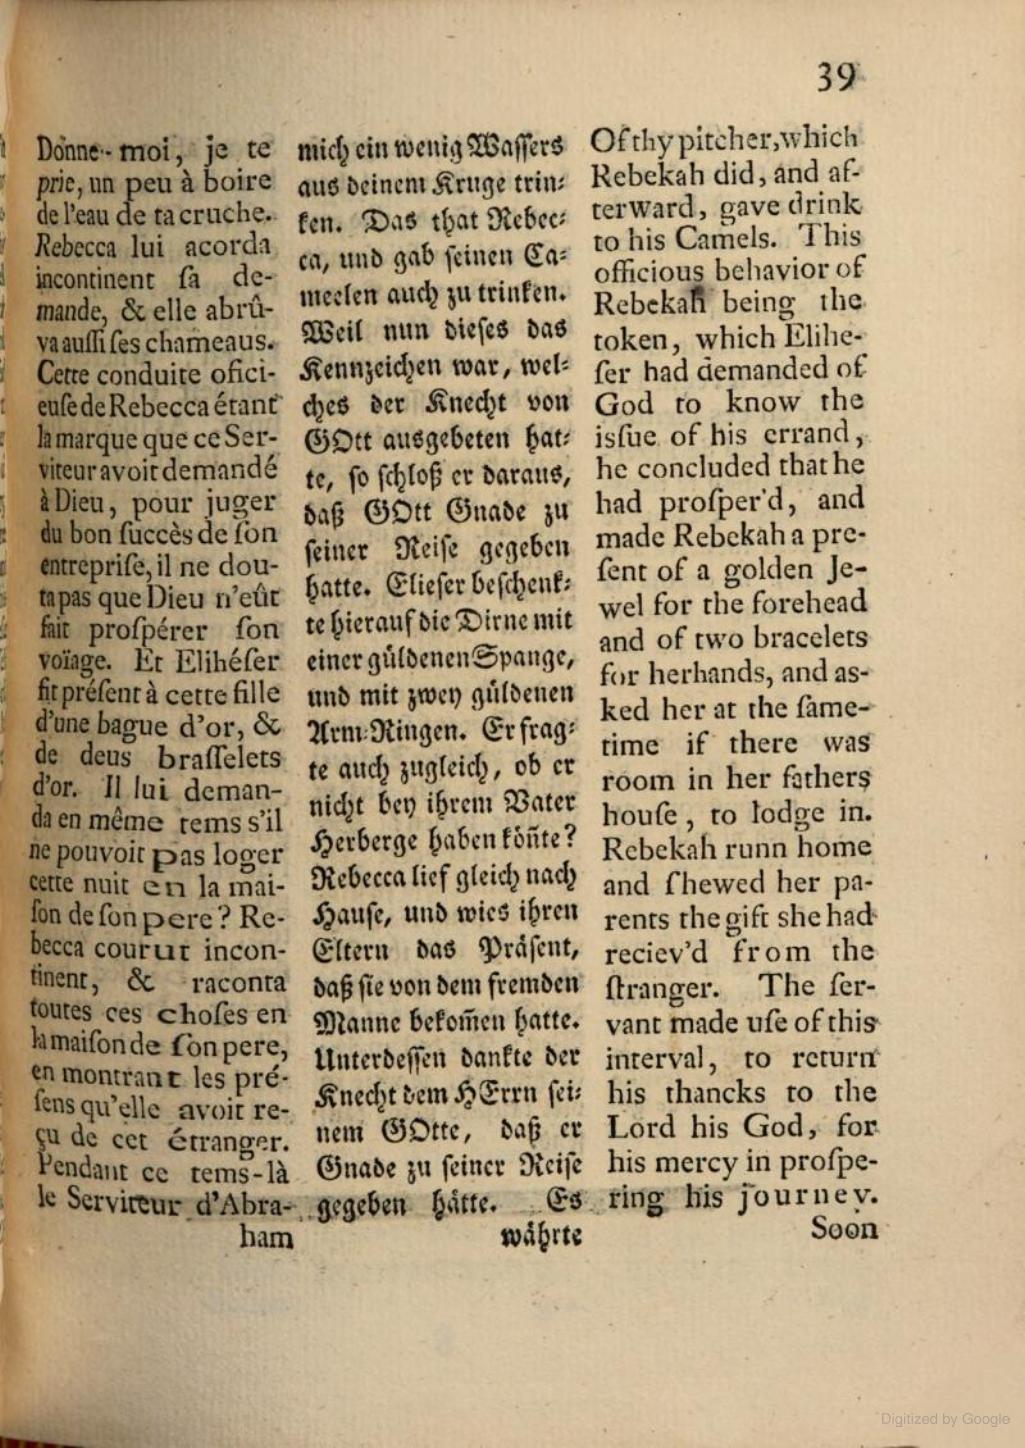 39
Donne-moi, je te
prie, un peu à boire
de l'eau de ta cruche.
Rebecca lui acorda
incontinent ſa de-
mande, & elle abrû-
va auſſi ſes chameaus.
Cette conduite ofici-
euſe de Rebecca étant
la marque que ce Ser-
viteur avoit demandé
à Dieu, pour juger
du bon ſuccès de ſon
entrepriſe, il ne dou-
ta pas que Dieu n'eût
fait proſpérer ſon
voïage. Et Elihéſer
fit préſent à cette fille
d'une bague d'or, &
de deus braſſelets
d'or. Il lui deman-
da en même tems s'il
ne pouvoit pas loger
cette nuit en la mai-
ſon de ſon pere? Re-
becca courut incon-
tinent, & raconta
toutes ces choſes en
la maiſon de ſon pere,
en montrant les pré-
ſens qu'elle avoit re-
çu de cet étranger.
Pendant ce tems-là
le Serviteur d'Abra-
ham
mich ein wenig Waſſers
aus deinem Kruge trin⸗
ken. Das that Rebec⸗
ca, und gab ſeinen Ca⸗
meelen auch zu trinken.
Weil nun dieſes das
Kennzeichen war, wel⸗
ches der Knecht von
GOtt ausgebeten hat⸗
te, ſo ſchloß er daraus,
daß GOtt Gnade zu
ſeiner Reiſe gegeben
hatte. Elieſer beſchenk⸗
te hierauf die Dirne mit
einer güldenen Spange,
und mit zwey güldenen
Arm⸗Ringen. Er frag⸗
te auch zugleich, ob er
nicht bey ihrem Vater
Herberge haben kön̄te?
Rebecca lief gleich nach
Hauſe, und wies ihren
Eltern das Präſent,
daß ſie von dem fremden
Manne bekom̄en hatte.
Unterdeſſen dankte der
Knecht dem HErrn ſei⸗
nem GOtte, daß er
Gnade zu ſeiner Reiſe
gegeben hätte. Es
währte
Of thy pitcher, which
Rebekah did, and af-
terward, gave drink
to his Camels. This
officious behavior of
Rebekah being the
token, which Elihe-
ſer had demanded of
God to know the
isſue of his errand,
he concluded that he
had proſper'd, and
made Rebekah a pre-
ſent of a golden Je-
wel for the forehead
and of two bracelets
for her hands, and as-
ked her at the ſame-
time if there was
room in her fathers
houſe, to lodge in.
Rebekah runn home
and ſhewed her pa-
rents the gift she had
reciev'd from the
ſtranger. The ſer-
vant made uſe of this
interval, to return
his thancks to the
Lord his God, for
his mercy in proſpe-
ring his journey.
Soon
Digitized by Google